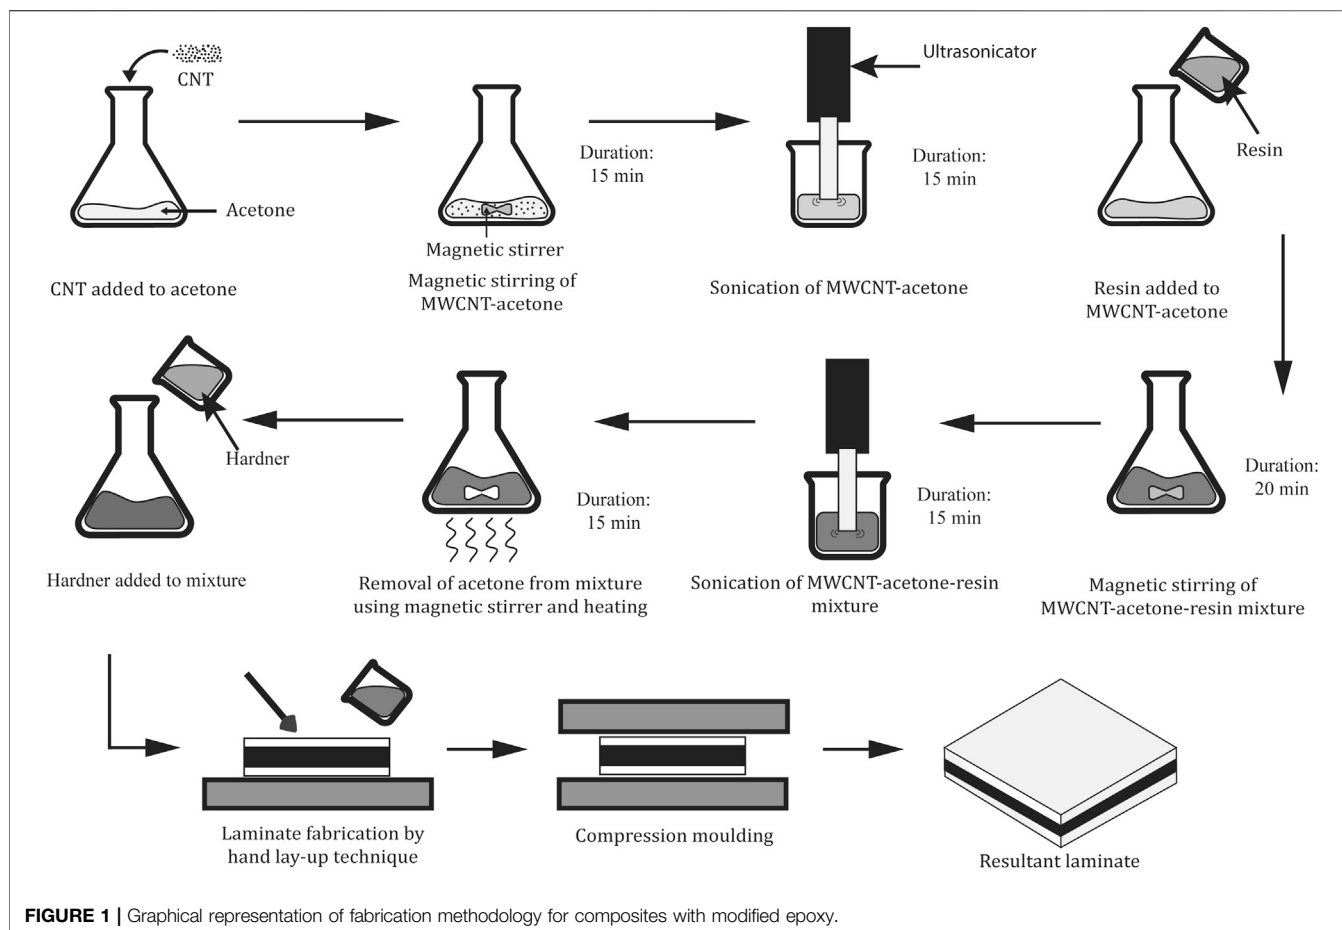 CNT
Acetone
CNT added to acetone
Duration:
15 min
Magnetic stirrer
Magnetic stirring of
MWCNT-acetone
Ultrasonicator
Duration:
15 min
Sonication of MWCNT-acetone
Resin
Resin added to
MWCNT-acetone
Duration:
20 min
Magnetic stirring of
MWCNT-acetone-resin mixture
Duration:
15 min
Sonication of MWCNT-acetone-resin
mixture
Duration:
15 min
Removal of acetone from mixture
using magnetic stirrer and heating
Hardner
Hardner added to mixture
Laminate fabrication by
hand lay-up technique
Compression moulding
Resultant laminate
FIGURE 1 | Graphical representation of fabrication methodology for composites with modified epoxy.